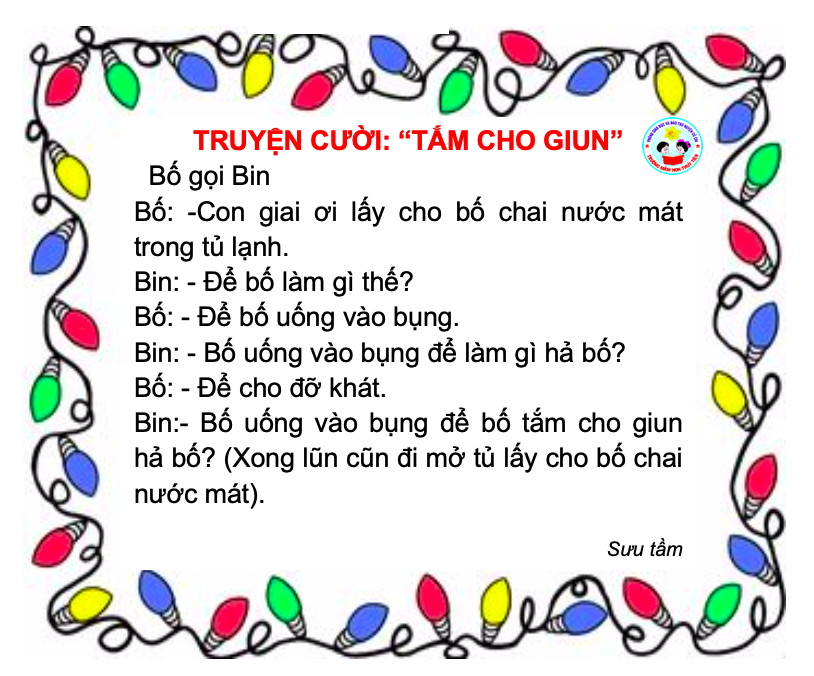 TRUYỆN CƯỜI: “TẮM CHO GIUN”
Bố gọi Bin
Bố: -Con giai ơi lấy cho bố chai nước mát
trong tủ lạnh.
Bin: - Để bố làm gì thế?
Bố: - Để bố uống vào bụng.
Bin: - Bố uống vào bụng để làm gì hả bố?
Bố: - Để cho đỡ khát.
Bin:- Bố uống vào bụng để bố tắm cho giun
hả bố? (Xong lũn cũn đi mở tủ lấy cho bố chai
nước mát).
Sưu tầm